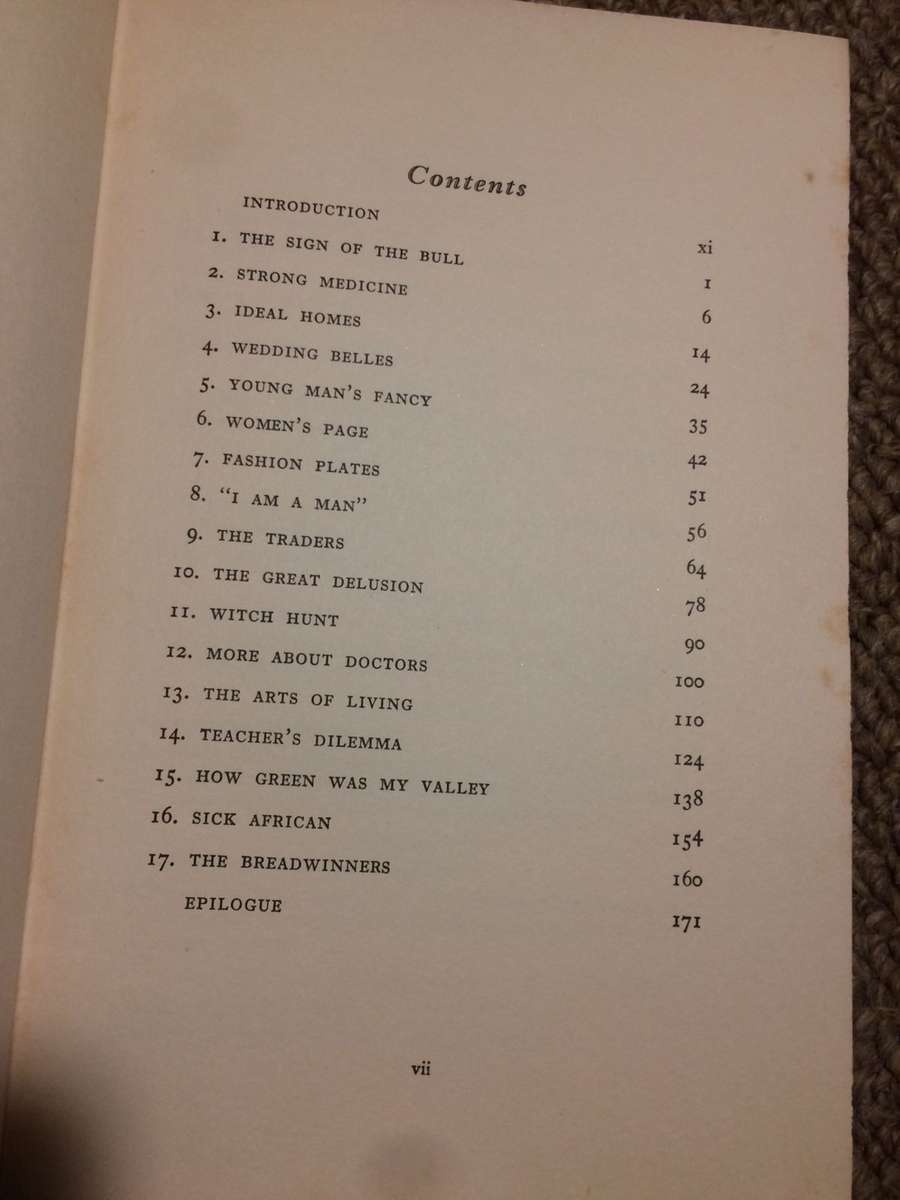 Contents
INTRODUCTION xi
1. THE SIGN OF THE BULL 1
2. STRONG MEDICINE 6
3. IDEAL HOMES 14
4. WEDDING BELLES 24
5. YOUNG MAN'S FANCY 35
6. WOMEN'S PAGE 42
7. FASHION PLATES 51
8. "I AM A MAN" 56
9. THE TRADERS 64
10. THE GREAT DELUSION 78
11. WITCH HUNT 90
12. MORE ABOUT DOCTORS 100
13. THE ARTS OF LIVING 110
14. TEACHER'S DILEMMA 124
15. HOW GREEN WAS MY VALLEY 138
16. SICK AFRICAN 154
17. THE BREADWINNERS 160
EPILOGUE 171
vii